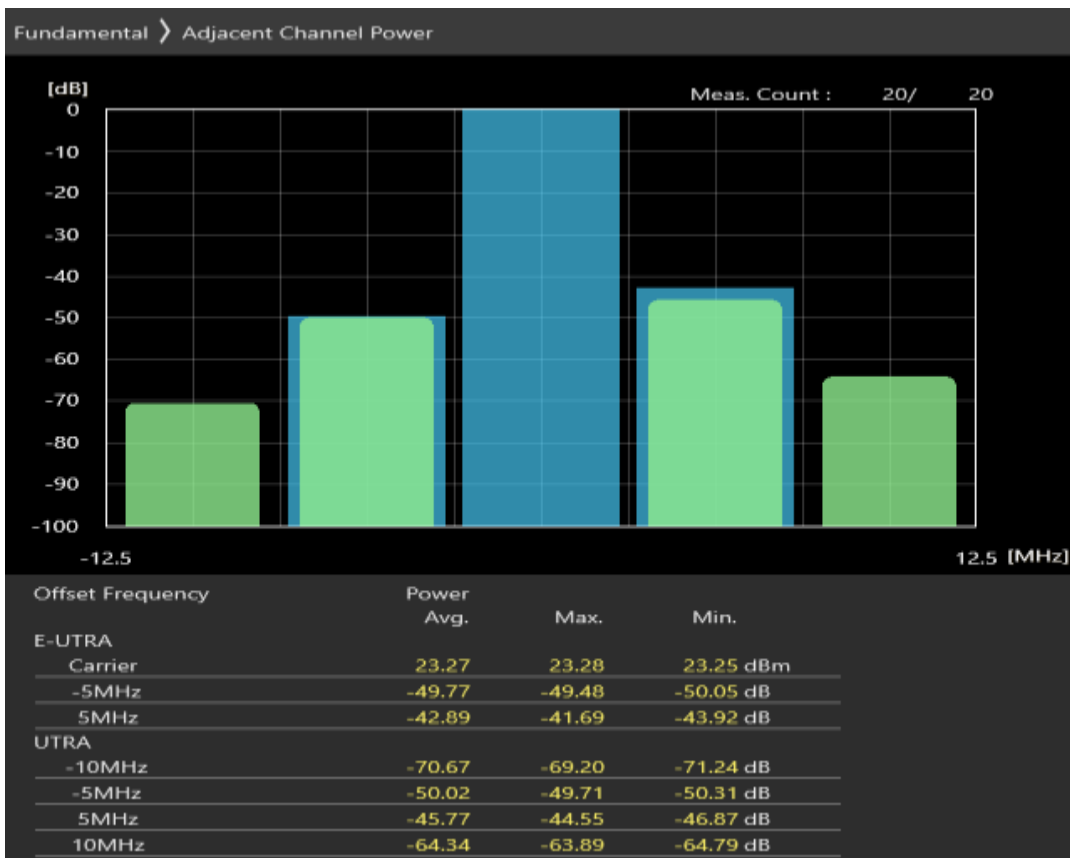 Fundamental 》 Adjacent Channel Power
[dB]
Meas. Count : 20/ 20
0
-10
-20
-30
-40
-50
-60
-70
-80
-90
-100
-12.5 12.5 [MHz]
Offset Frequency Power
Avg. Max. Min.
E-UTRA
Carrier 23.27 23.28 23.25 dBm
-5MHz -49.77 -49.48 -50.05 dB
5MHz -42.89 -41.69 -43.92 dB
UTRA
-10MHz -70.67 -69.20 -71.24 dB
-5MHz -50.02 -49.71 -50.31 dB
5MHz -45.77 -44.55 -46.87 dB
10MHz -64.34 -63.89 -64.79 dB